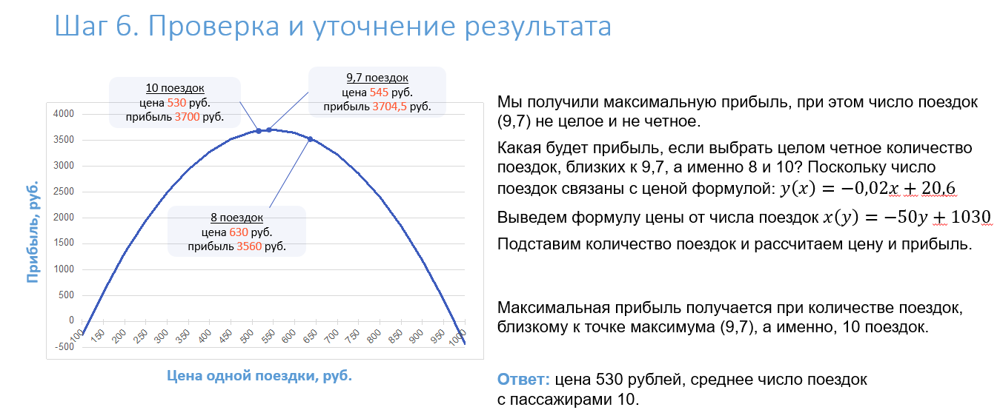 Шаг 6. Проверка и уточнение результата
10 поездок
цена 530 руб.
прибыль 3700 руб.
9,7 поездок
цена 545 руб.
прибыль 3704,5 руб.
8 поездок
цена 630 руб.
прибыль 3560 руб.
Прибыль, руб.
4000
3500
3000
2500
2000
1500
1000
500
0
-500
100 150 200 250 300 350 400 450 500 550 600 650 700 750 800 850 900 950 1000
Цена одной поездки, руб.
Мы получили максимальную прибыль, при этом число поездок
(9,7) не целое и не четное.
Какая будет прибыль, если выбрать целом четное количество
поездок, близких к 9,7, а именно 8 и 10? Поскольку число
поездок связаны с ценой формулой: y(x) = −0,02x + 20,6
Выведем формулу цены от числа поездок x(y) = −50y + 1030
Подставим количество поездок и рассчитаем цену и прибыль.
Максимальная прибыль получается при количестве поездок,
близкому к точке максимума (9,7), а именно, 10 поездок.
Ответ: цена 530 рублей, среднее число поездок
с пассажирами 10.